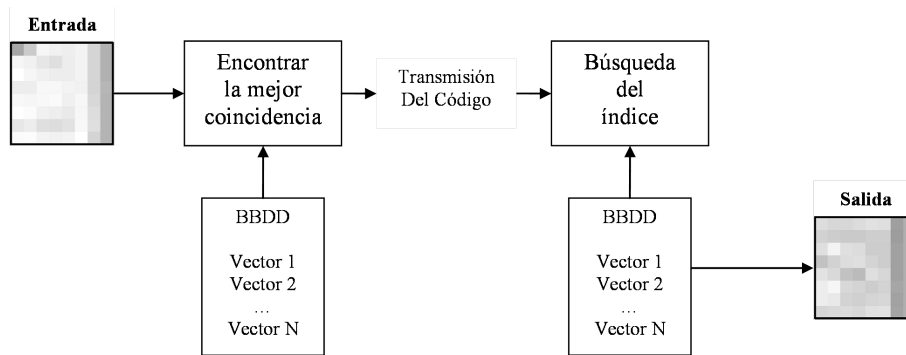 Entrada
Encontrar
la mejor
coincidencia
Transmisión
Del Código
Búsqueda
del
índice
BBDD
Vector 1
Vector 2
...
Vector N
BBDD
Vector 1
Vector 2
...
Vector N
Salida